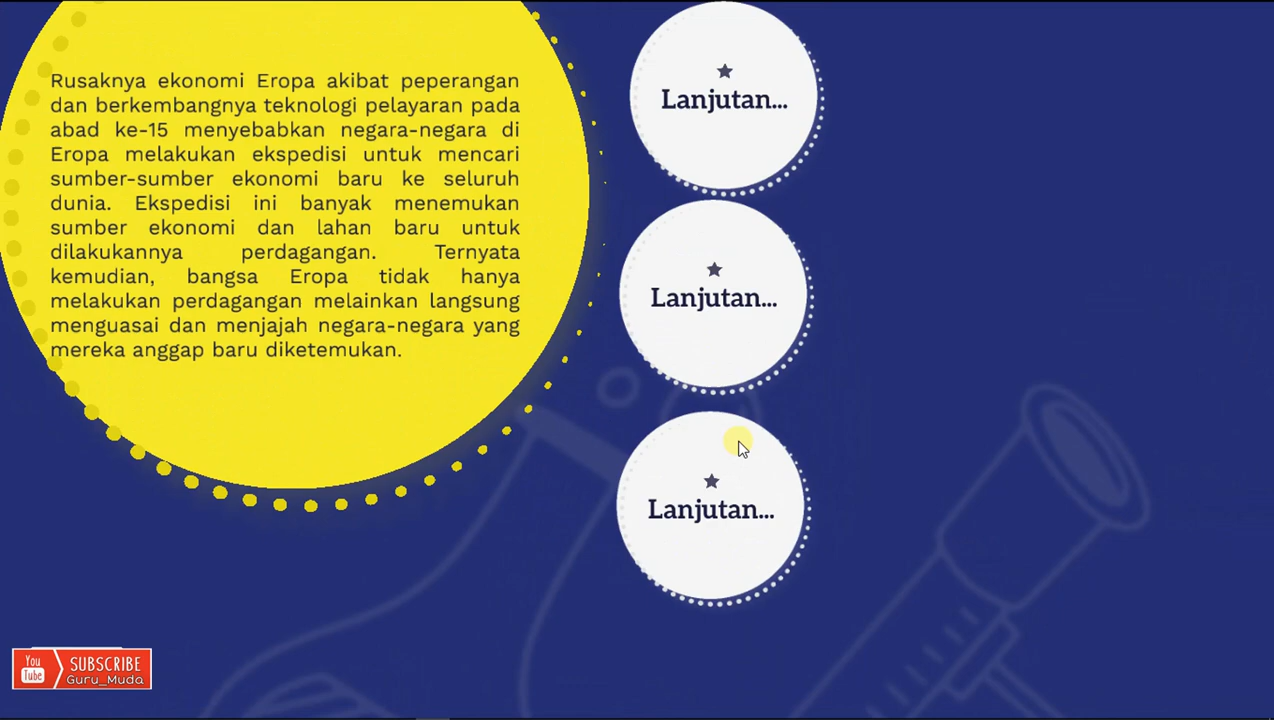 Rusaknya ekonomi Eropa akibat peperangan
dan berkembangnya teknologi pelayaran pada
abad ke-15 menyebabkan negara-negara di
Eropa melakukan ekspedisi untuk mencari
sumber-sumber ekonomi baru ke seluruh
dunia. Ekspedisi ini banyak menemukan
sumber ekonomi dan lahan baru untuk
dilakukannya perdagangan. Ternyata
kemudian, bangsa Eropa tidak hanya
melakukan perdagangan melainkan langsung
menguasai dan menjajah negara-negara yang
mereka anggap baru diketemukan.
Lanjutan...
Lanjutan...
Lanjutan...
You
Tube
SUBSCRIBE
Guru_Muda